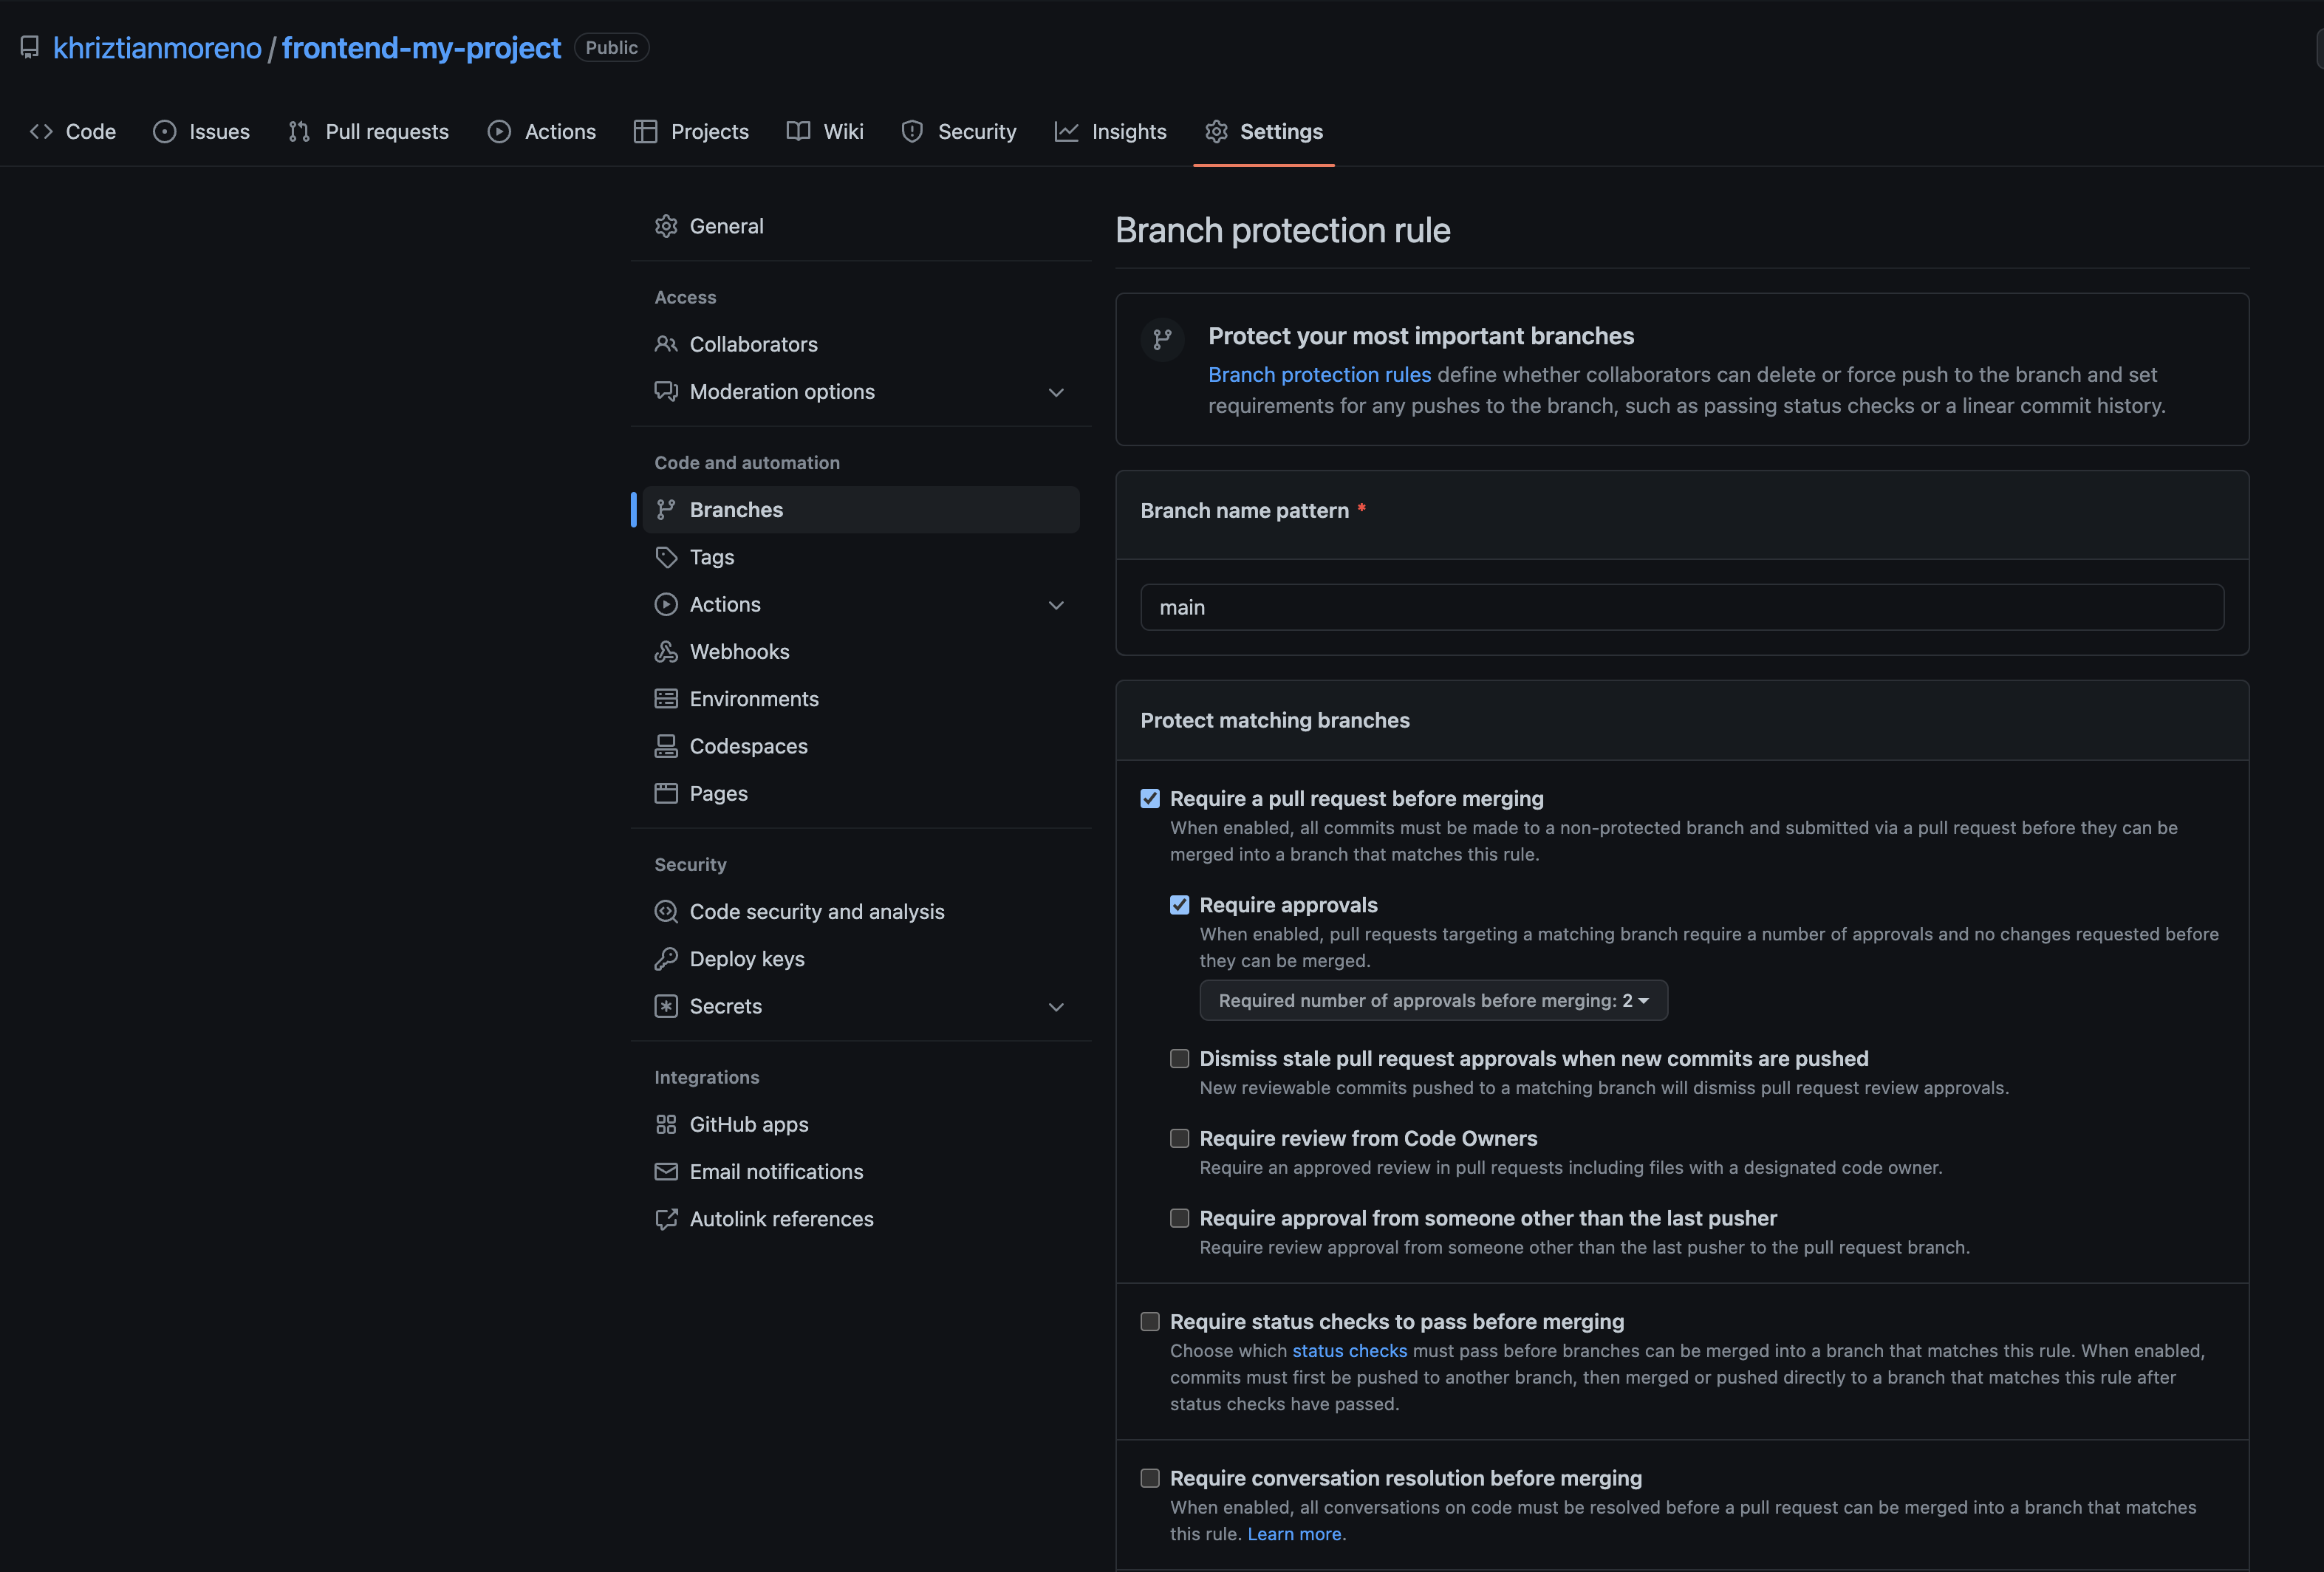 khriztianmoreno / frontend-my-project Public
Code Issues Pull requests Actions Projects Wiki Security Insights Settings
General
Access
Collaborators
Moderation options
Code and automation
Branches
Tags
Actions
Webhooks
Environments
Codespaces
Pages
Security
Code security and analysis
Deploy keys
Secrets
Integrations
GitHub apps
Email notifications
Autolink references
Branch protection rule
Protect your most important branches
Branch protection rules define whether collaborators can delete or force push to the branch and set
requirements for any pushes to the branch, such as passing status checks or a linear commit history.
Branch name pattern *
main
Protect matching branches
Require a pull request before merging
When enabled, all commits must be made to a non-protected branch and submitted via a pull request before they can be
merged into a branch that matches this rule.
Require approvals
When enabled, pull requests targeting a matching branch require a number of approvals and no changes requested before
they can be merged.
Required number of approvals before merging: 2
Dismiss stale pull request approvals when new commits are pushed
New reviewable commits pushed to a matching branch will dismiss pull request review approvals.
Require review from Code Owners
Require an approved review in pull requests including files with a designated code owner.
Require approval from someone other than the last pusher
Require review approval from someone other than the last pusher to the pull request branch.
Require status checks to pass before merging
Choose which status checks must pass before branches can be merged into a branch that matches this rule. When enabled,
commits must first be pushed to another branch, then merged or pushed directly to a branch that matches this rule after
status checks have passed.
Require conversation resolution before merging
When enabled, all conversations on code must be resolved before a pull request can be merged into a branch that matches
this rule. Learn more.